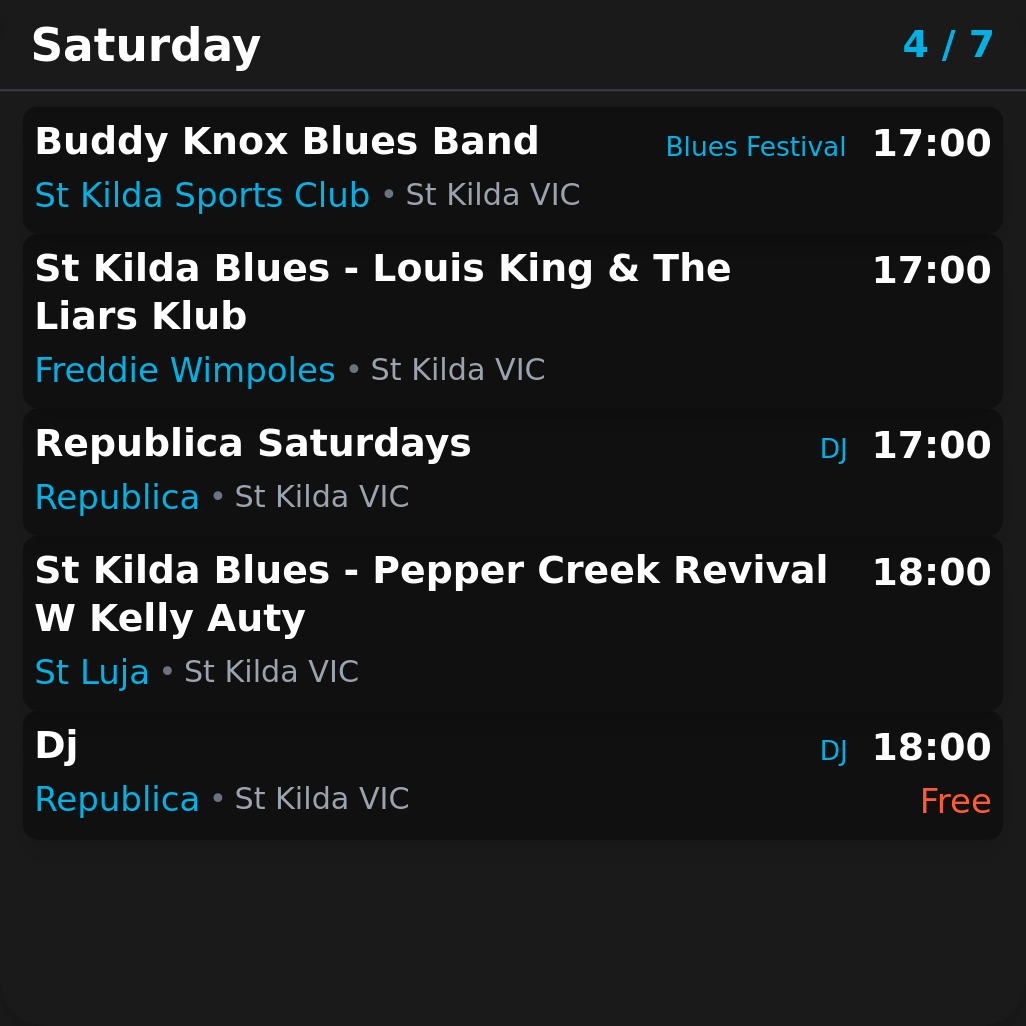 Saturday
4 / 7
Buddy Knox Blues Band
Blues Festival
17:00
St Kilda Sports Club • St Kilda VIC
St Kilda Blues - Louis King & The
Liars Klub
17:00
Freddie Wimpoles • St Kilda VIC
Republica Saturdays
DJ
17:00
Republica • St Kilda VIC
St Kilda Blues - Pepper Creek Revival
W Kelly Auty
18:00
St Luja • St Kilda VIC
Dj
DJ
18:00
Republica • St Kilda VIC
Free